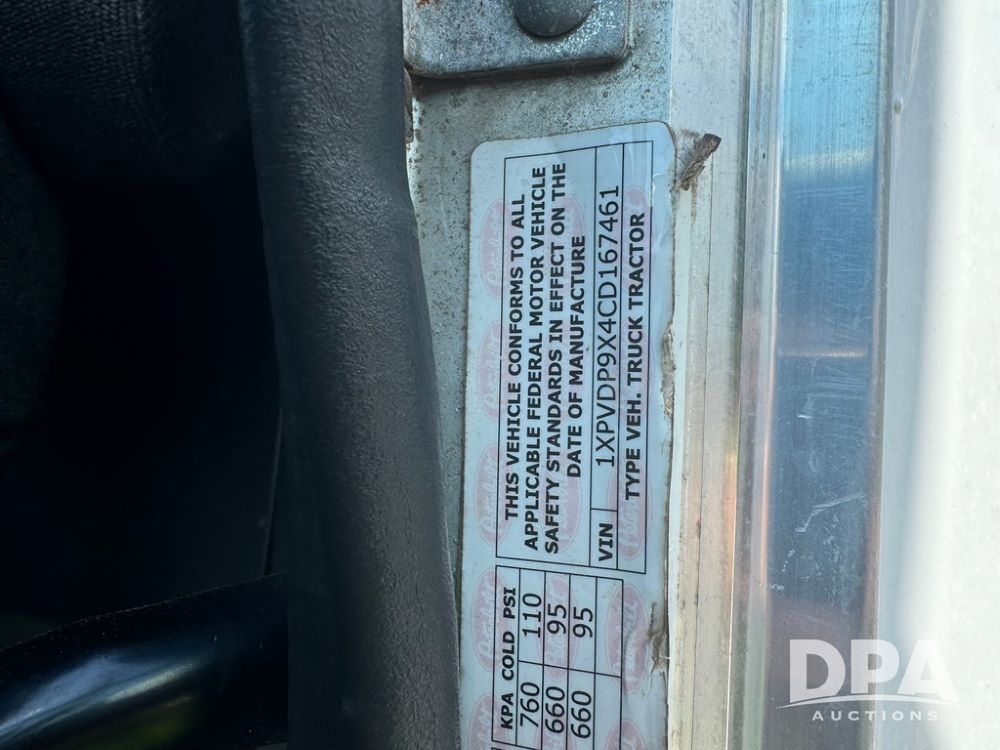 THIS VEHICLE CONFORMS TO ALL
APPLICABLE FEDERAL MOTOR VEHICLE
SAFETY STANDARDS IN EFFECT ON THE
DATE OF MANUFACTURE
VIN 1XPVDP9X4CD167461
TYPE VEH. TRUCK TRACTOR
KPA COLD PSI
760 110
660 95
660 95
DPA
AUCTIONS